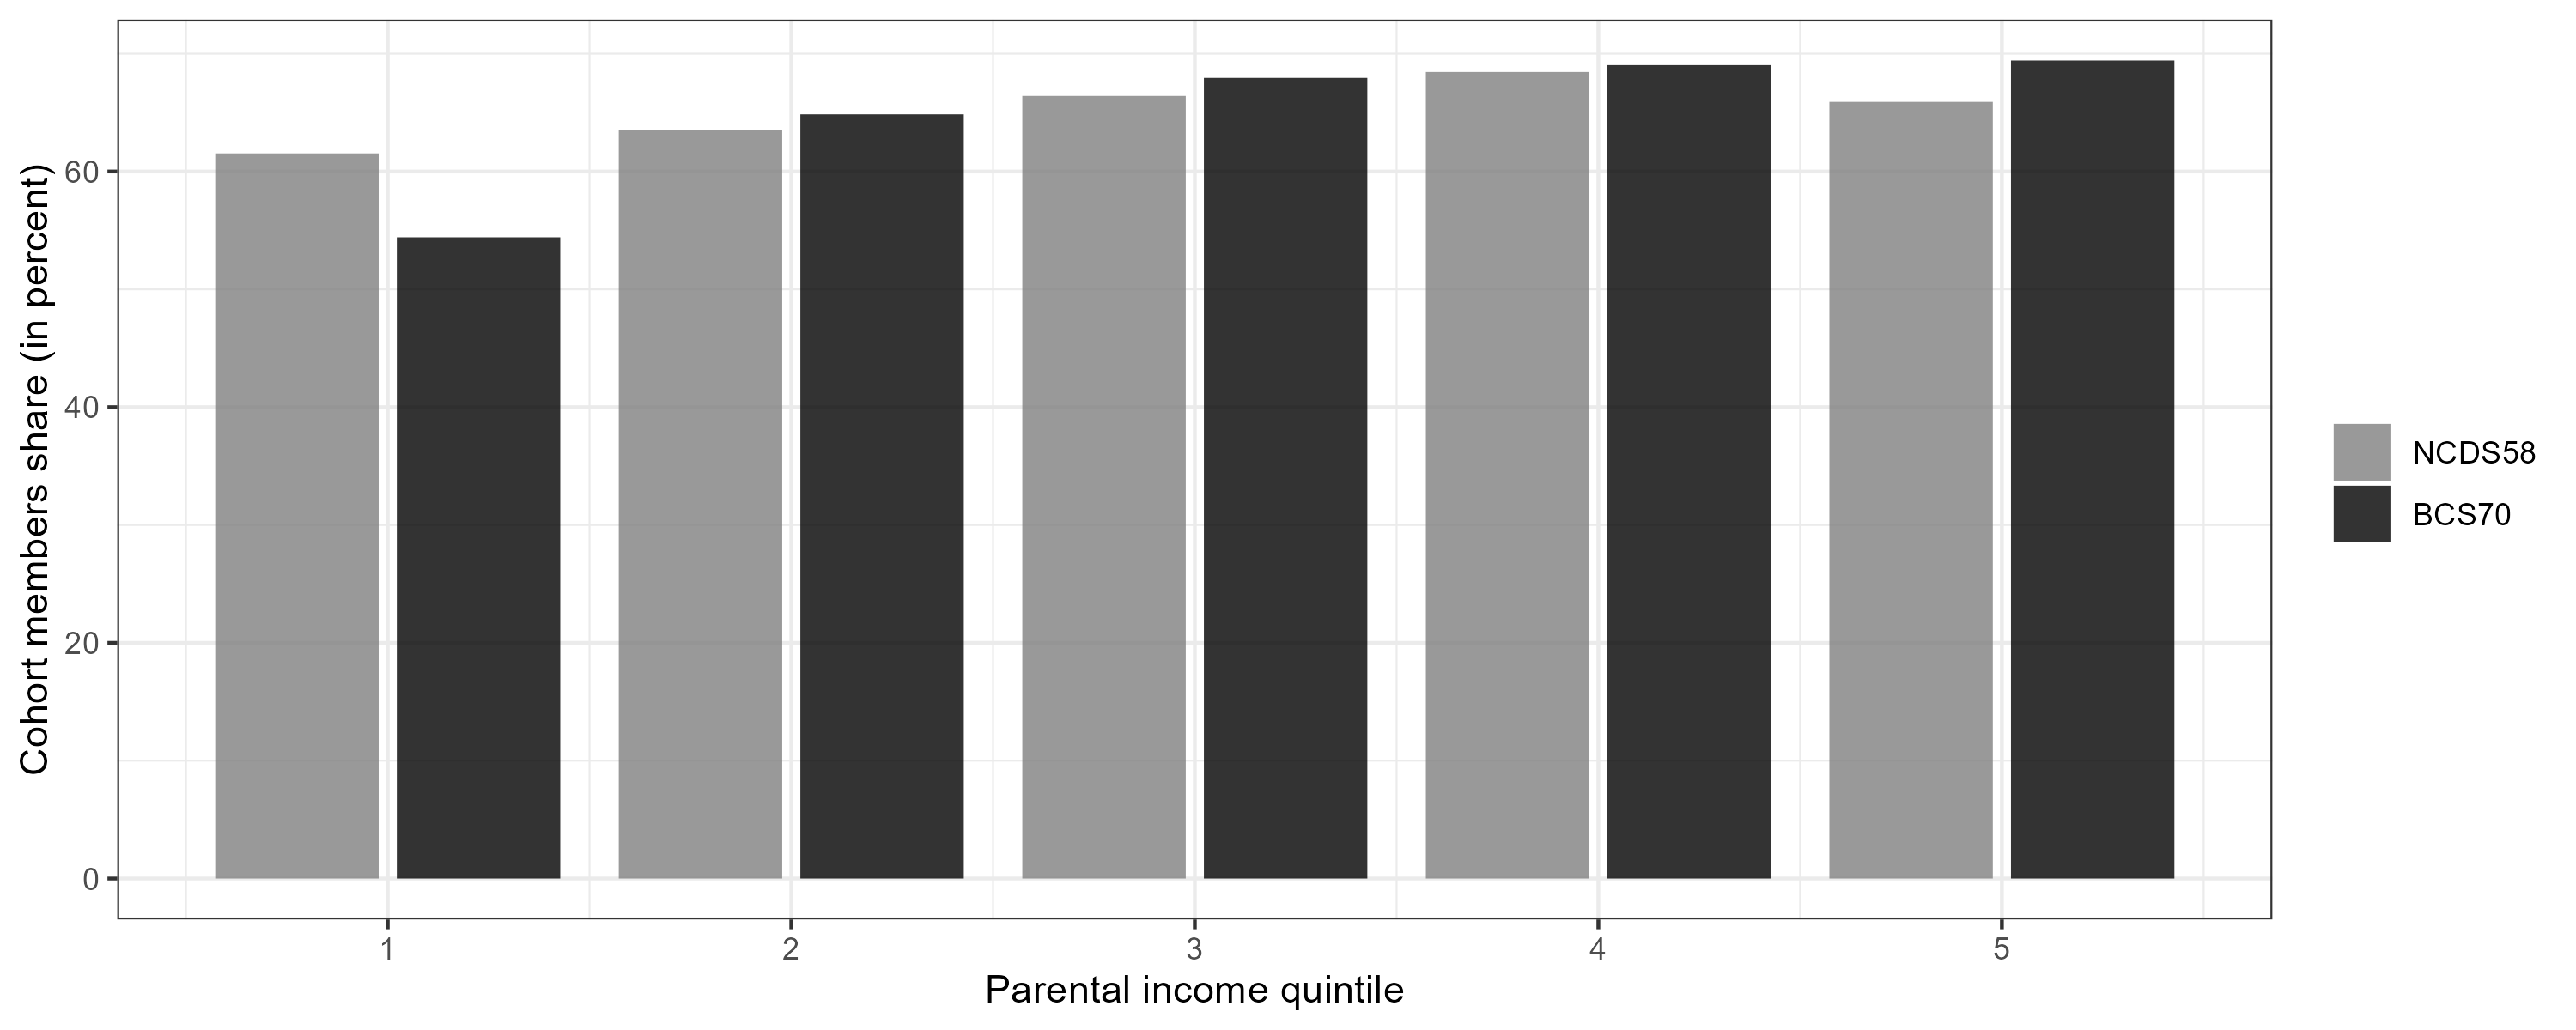 Cohort members share (in percent)
60
40
20
0
1 2 3 4 5
Parental income quintile
NCDS58
BCS70